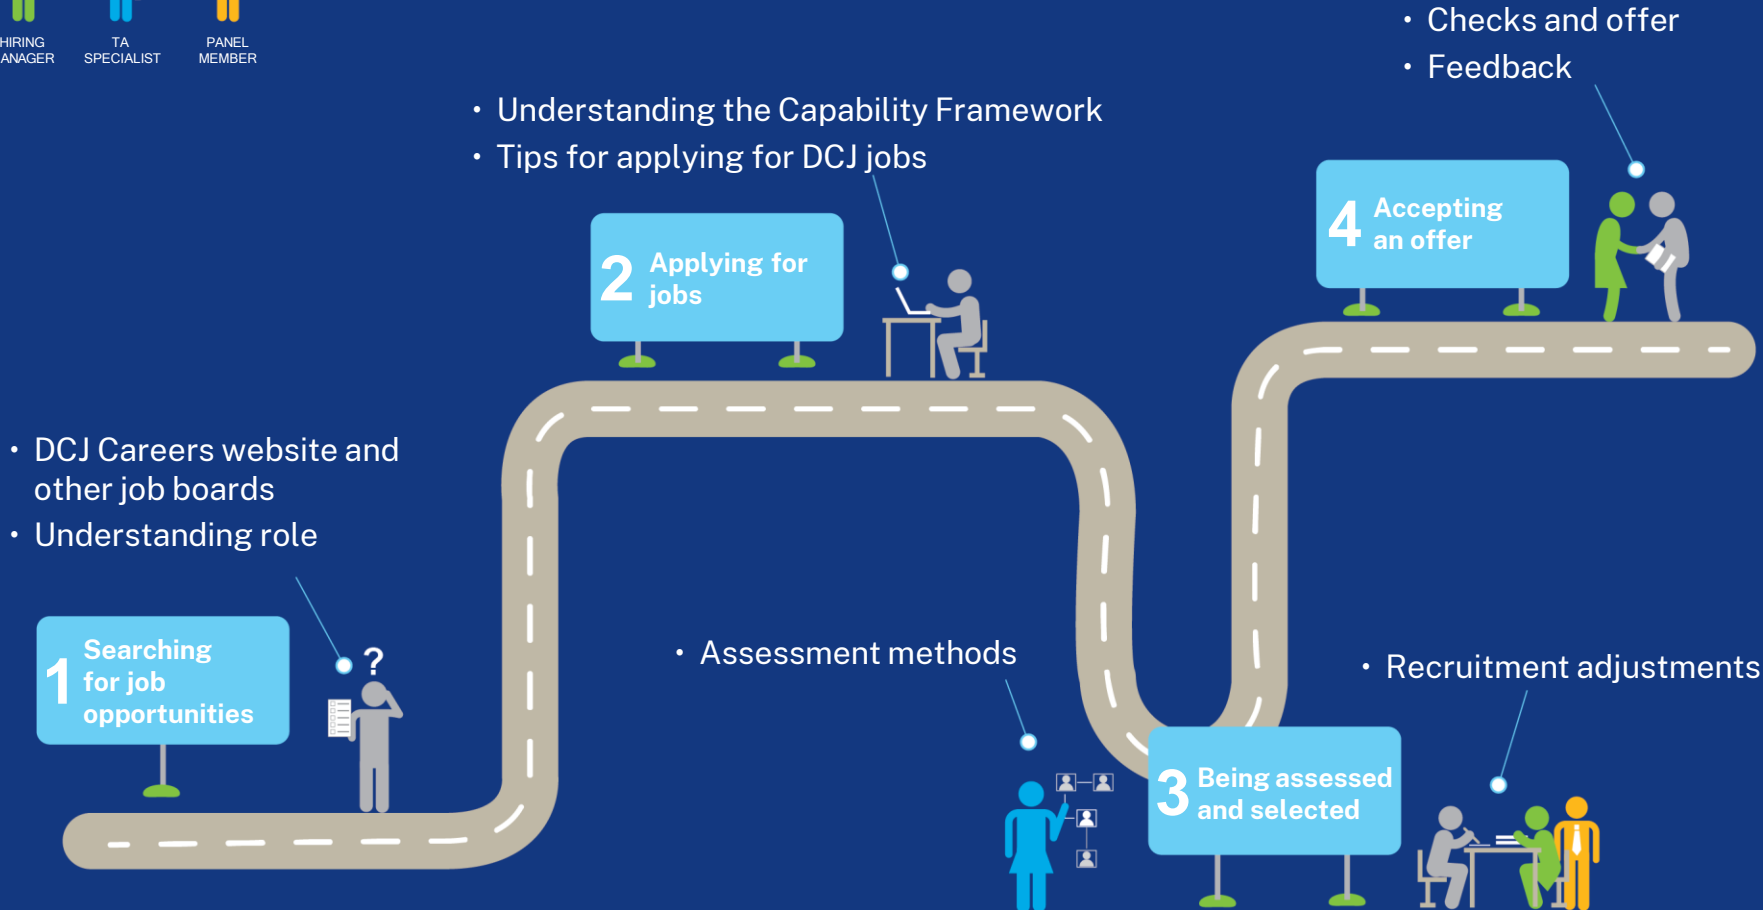 HIRING
MANAGER
TA
SPECIALIST
PANEL
MEMBER
• Checks and offer
• Feedback
• Understanding the Capability Framework
• Tips for applying for DCJ jobs
4
Accepting
an offer
2
Applying for
jobs
• DCJ Careers website and
other job boards
• Understanding role
1
Searching
for job
opportunities
?
• Assessment methods
• Recruitment adjustments
3
Being assessed
and selected